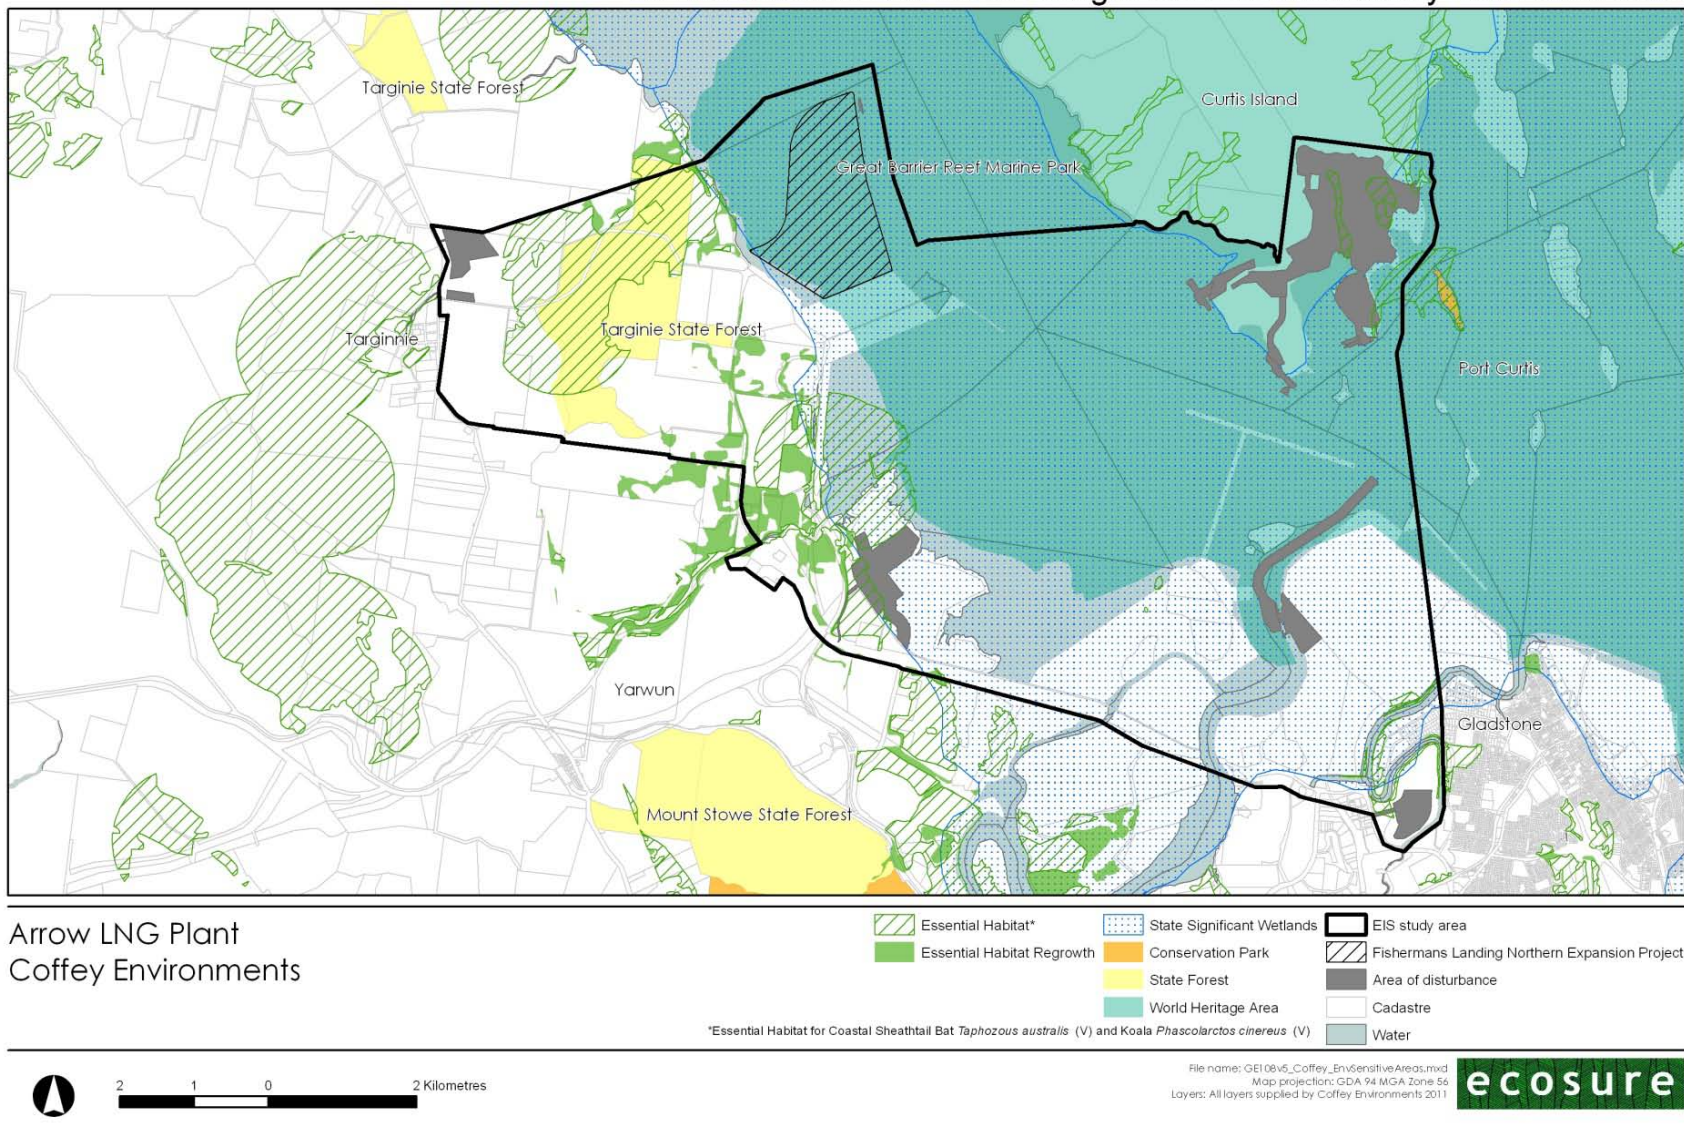 Targinie State Forest
Curtis Island
Great Barrier Reef Marine Park
Targinnie
Targinie State Forest
Port Curtis
Yarwun
Gladstone
Mount Stowe State Forest
Arrow LNG Plant
Coffey Environments
Essential Habitat*
Essential Habitat Regrowth
State Significant Wetlands
Conservation Park
State Forest
World Heritage Area
EIS study area
Fishermans Landing Northern Expansion Project
Area of disturbance
Cadastre
Water
*Essential Habitat for Coastal Sheathtail Bat Taphozous australis (V) and Koala Phascolarctos cinereus (V)
2 1 0 2 Kilometres
File name: GE108v5_Coffey_EnvSensitiveAreas.mxd
Map projection: GDA 94 MGA Zone 56
Layers: All layers supplied by Coffey Environments 2011
ecosure